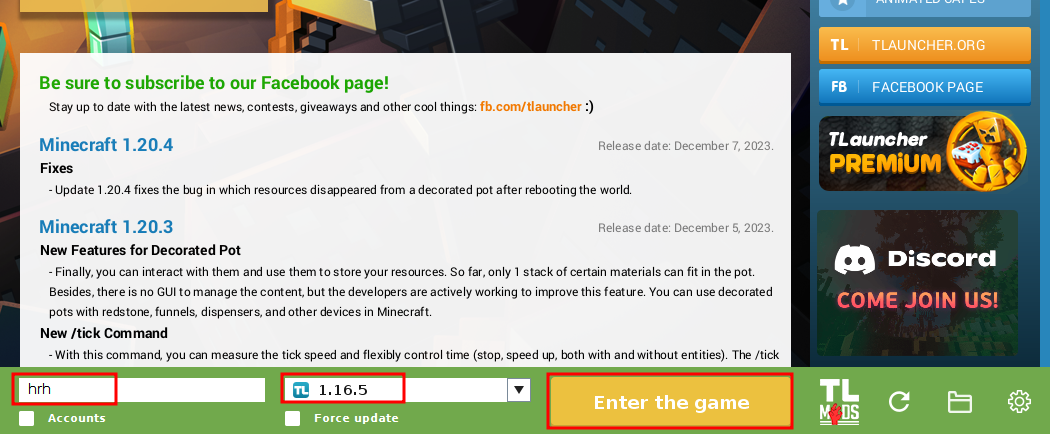 ANIMATED CAPES
TL TLAUNCHER.ORG
FB FACEBOOK PAGE
TLauncher
PREMIUM
Discord
COME JOIN US!
Be sure to subscribe to our Facebook page!
Stay up to date with the latest news, contests, giveaways and other cool things: fb.com/tlauncher :)
Minecraft 1.20.4 Release date: December 7, 2023.
Fixes
- Update 1.20.4 fixes the bug in which resources disappeared from a decorated pot after rebooting the world.
Minecraft 1.20.3 Release date: December 5, 2023.
New Features for Decorated Pot
- Finally, you can interact with them and use them to store your resources. So far, only 1 stack of certain materials can fit in the pot.
Besides, there is no GUI to manage the content, but the developers are actively working to improve this feature. You can use decorated
pots with redstone, funnels, dispensers, and other devices in Minecraft.
New /tick Command
- With this command, you can measure the tick speed and flexibly control time (stop, speed up, both with and without entities). The /tick
hrh TL 1.16.5 Enter the game TL MODS
Accounts Force update